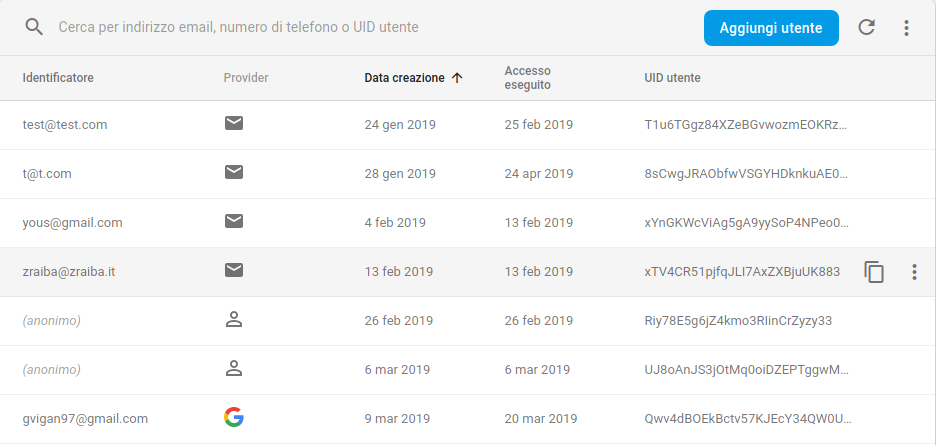 Cerca per indirizzo email, numero di telefono o UID utente
Aggiungi utente
Identificatore Provider Data creazione Accesso eseguito UID utente
test@test.com 24 gen 2019 25 feb 2019 T1u6TGgz84XZeBGvwozmEOKRz...
t@t.com 28 gen 2019 24 apr 2019 8sCwgJRAObfwVSGYHDknkuAE0...
yous@gmail.com 4 feb 2019 13 feb 2019 xYnGKWcViAg5gA9yySoP4NPeo0...
zraiba@zraiba.it 13 feb 2019 13 feb 2019 xTV4CR51pjfqJLI7AxZXBjuUK883
(anonimo) 26 feb 2019 26 feb 2019 Riy78E5g6jZ4kmo3RIinCrZyzy33
(anonimo) 6 mar 2019 6 mar 2019 UJ8oAnJS3jOtMq0oiDZEPTggwM...
gvigan97@gmail.com 9 mar 2019 20 mar 2019 Qwv4dBOEkBctv57KJEcY34QW0U...